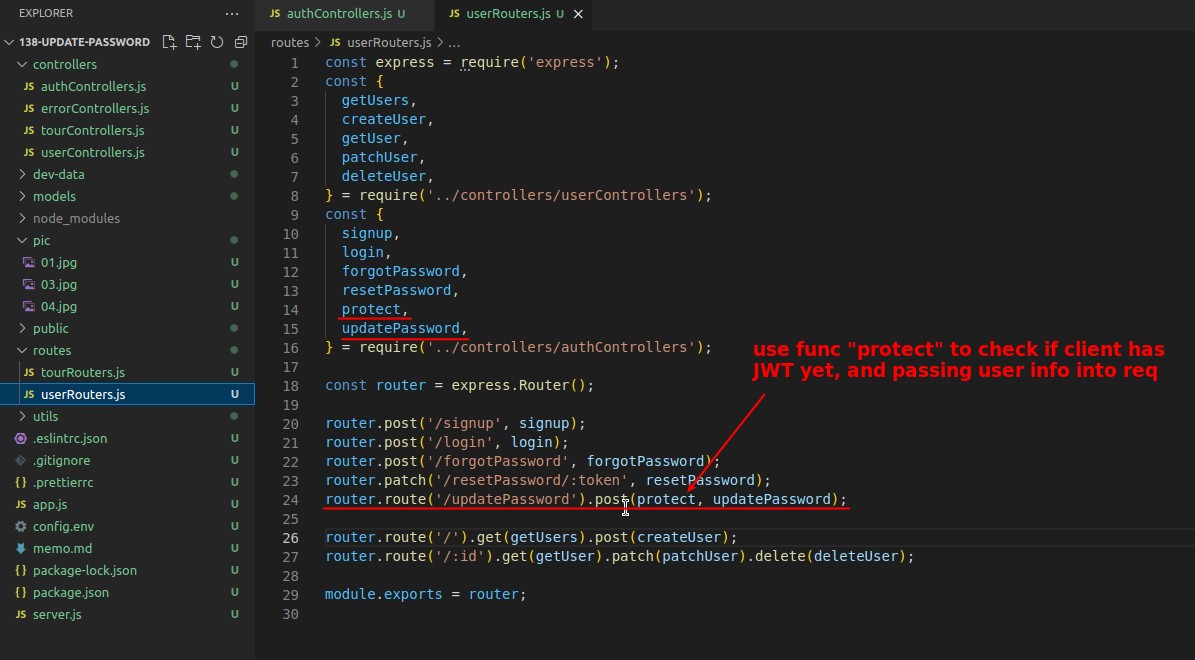 EXPLORER
...
138-UPDATE-PASSWORD
controllers
JS authControllers.js U
JS errorControllers.js U
JS tourControllers.js U
JS userControllers.js U
dev-data
models
node_modules
pic
01.jpg U
03.jpg U
04.jpg U
public
routes
JS tourRouters.js U
JS userRouters.js U
utils
.eslintrc.json U
.gitignore U
{} .prettierrc U
JS app.js U
config.env U
memo.md U
{} package-lock.json U
{} package.json U
JS server.js U
JS authControllers.js U
JS userRouters.js U
routes > JS userRouters.js > ...
1 const express = require('express');
2 const {
3 getUsers,
4 createUser,
5 getUser,
6 patchUser,
7 deleteUser,
8 } = require('../controllers/userControllers');
9 const {
10 signup,
11 login,
12 forgotPassword,
13 resetPassword,
14 protect,
15 updatePassword,
16 } = require('../controllers/authControllers');
17
use func "protect" to check if client has
JWT yet, and passing user info into req
18 const router = express.Router();
19
20 router.post('/signup', signup);
21 router.post('/login', login);
22 router.post('/forgotPassword', forgotPassword);
23 router.patch('/resetPassword/:token', resetPassword);
24 router.route('/updatePassword').post(protect, updatePassword);
25
26 router.route('/').get(getUsers).post(createUser);
27 router.route('/:id').get(getUser).patch(patchUser).delete(deleteUser);
28
29 module.exports = router;
30